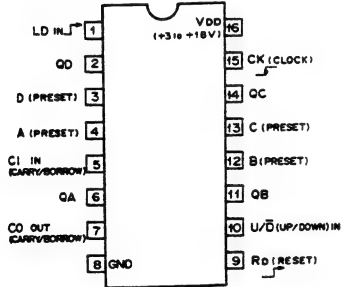 LD IN
1
QD
2
D (PRESET)
3
A (PRESET)
4
CI IN
(CARRY/BORROW)
5
QA
6
CO OUT
(CARRY/BORROW)
7
8 GND
VDD
(+3 to +18V)
16
15 CK (CLOCK)
14 QC
13 C (PRESET)
12 B (PRESET)
11 QB
10 U/D̅ (UP/DOWN) IN
9 RD (RESET)